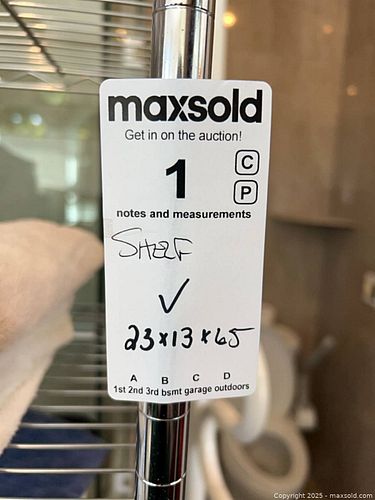 maxsold
Get in on the auction!
1
C
P
notes and measurements
SHELF
✓
23x13x65
A B C D
1st 2nd 3rd bsmt garage outdoors
Copyright 2025 - maxsold.com